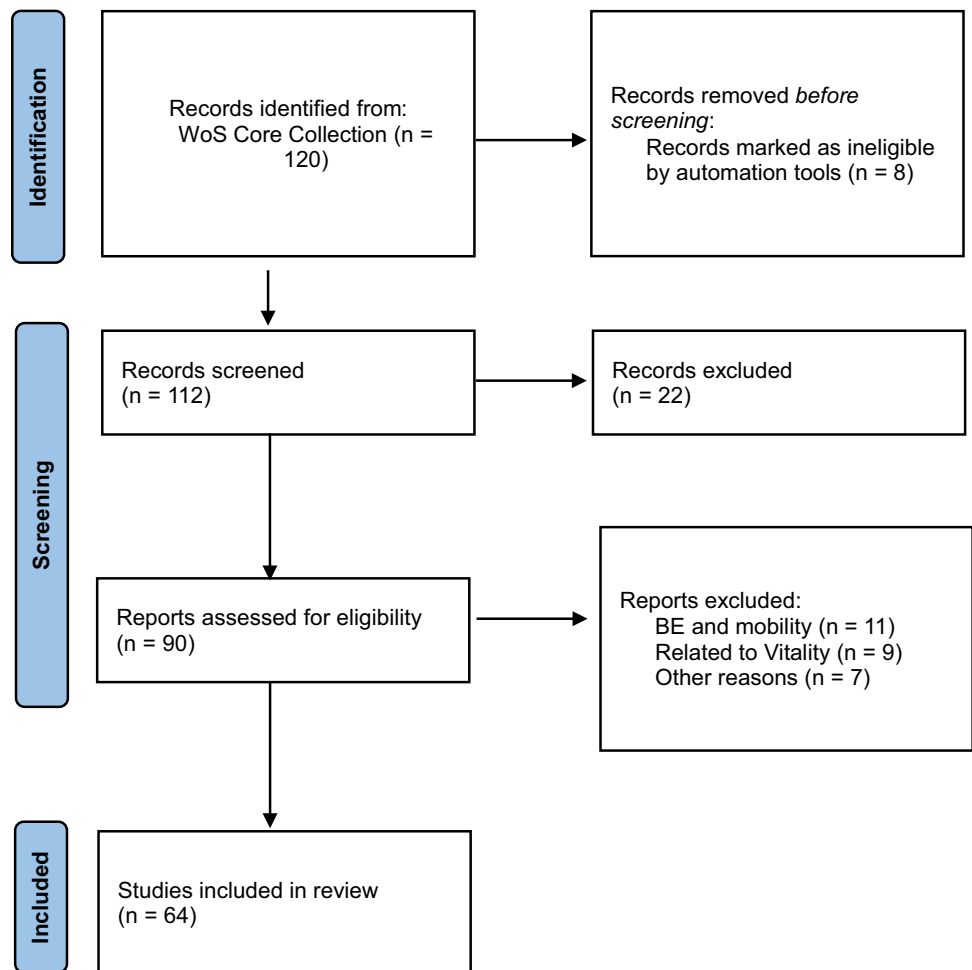 Identification
Records identified from:
WoS Core Collection (n =
120)
Records removed before
screening:
Records marked as ineligible
by automation tools (n = 8)
Screening
Records screened
(n = 112)
Records excluded
(n = 22)
Reports assessed for eligibility
(n = 90)
Reports excluded:
BE and mobility (n = 11)
Related to Vitality (n = 9)
Other reasons (n = 7)
Included
Studies included in review
(n = 64)